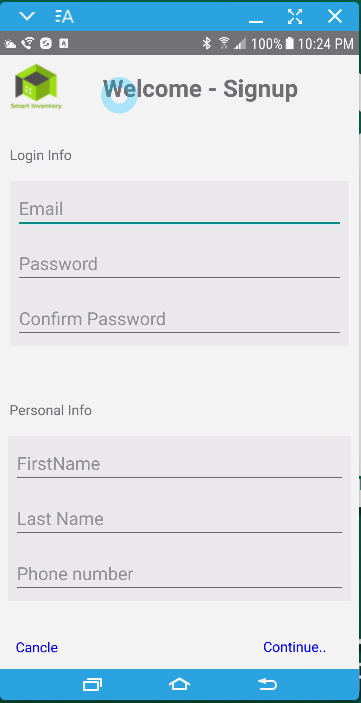 A
100% 10:24 PM
Welcome - Signup
Smart Inventory
Login Info
Email
Password
Confirm Password
Personal Info
FirstName
Last Name
Phone number
Cancle Continue..